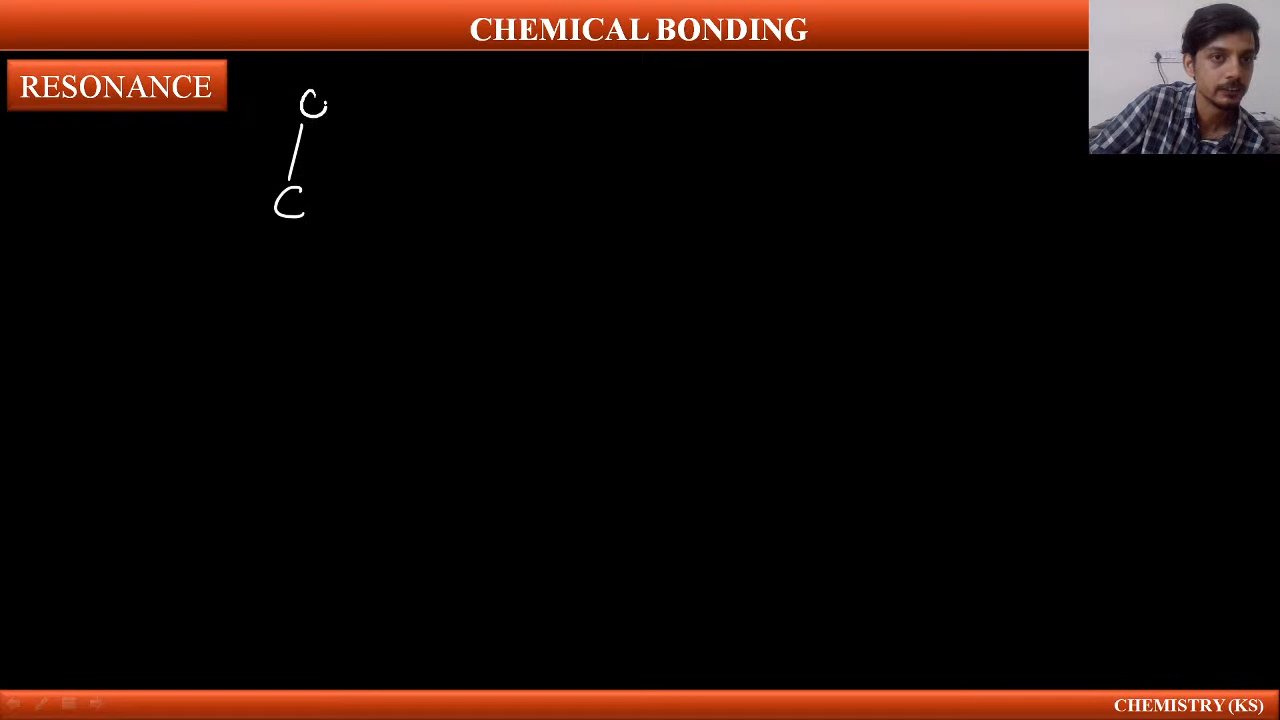 CHEMICAL BONDING
RESONANCE
C
C
CHEMISTRY (KS)